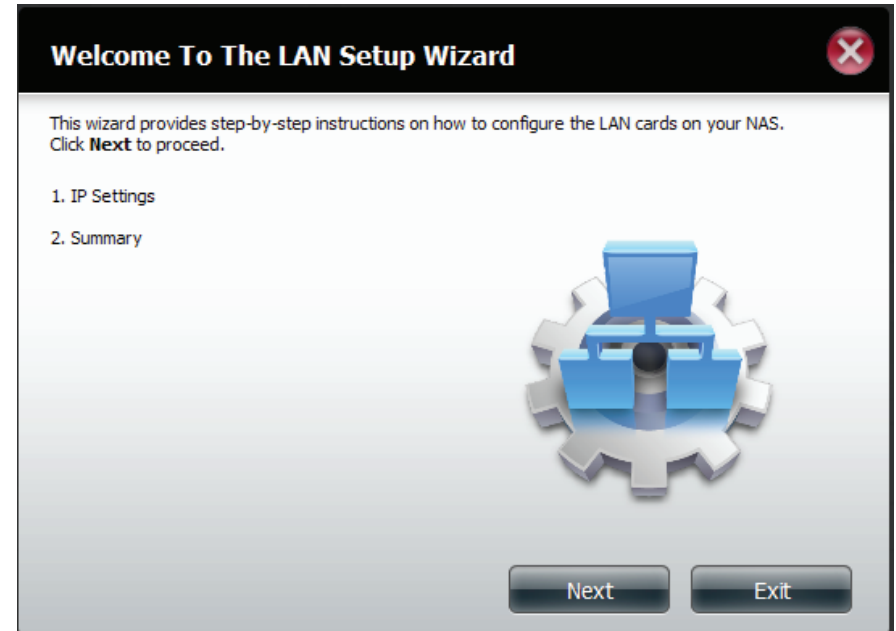 Welcome To The LAN Setup Wizard
This wizard provides step-by-step instructions on how to configure the LAN cards on your NAS.
Click Next to proceed.
1. IP Settings
2. Summary
Next
Exit